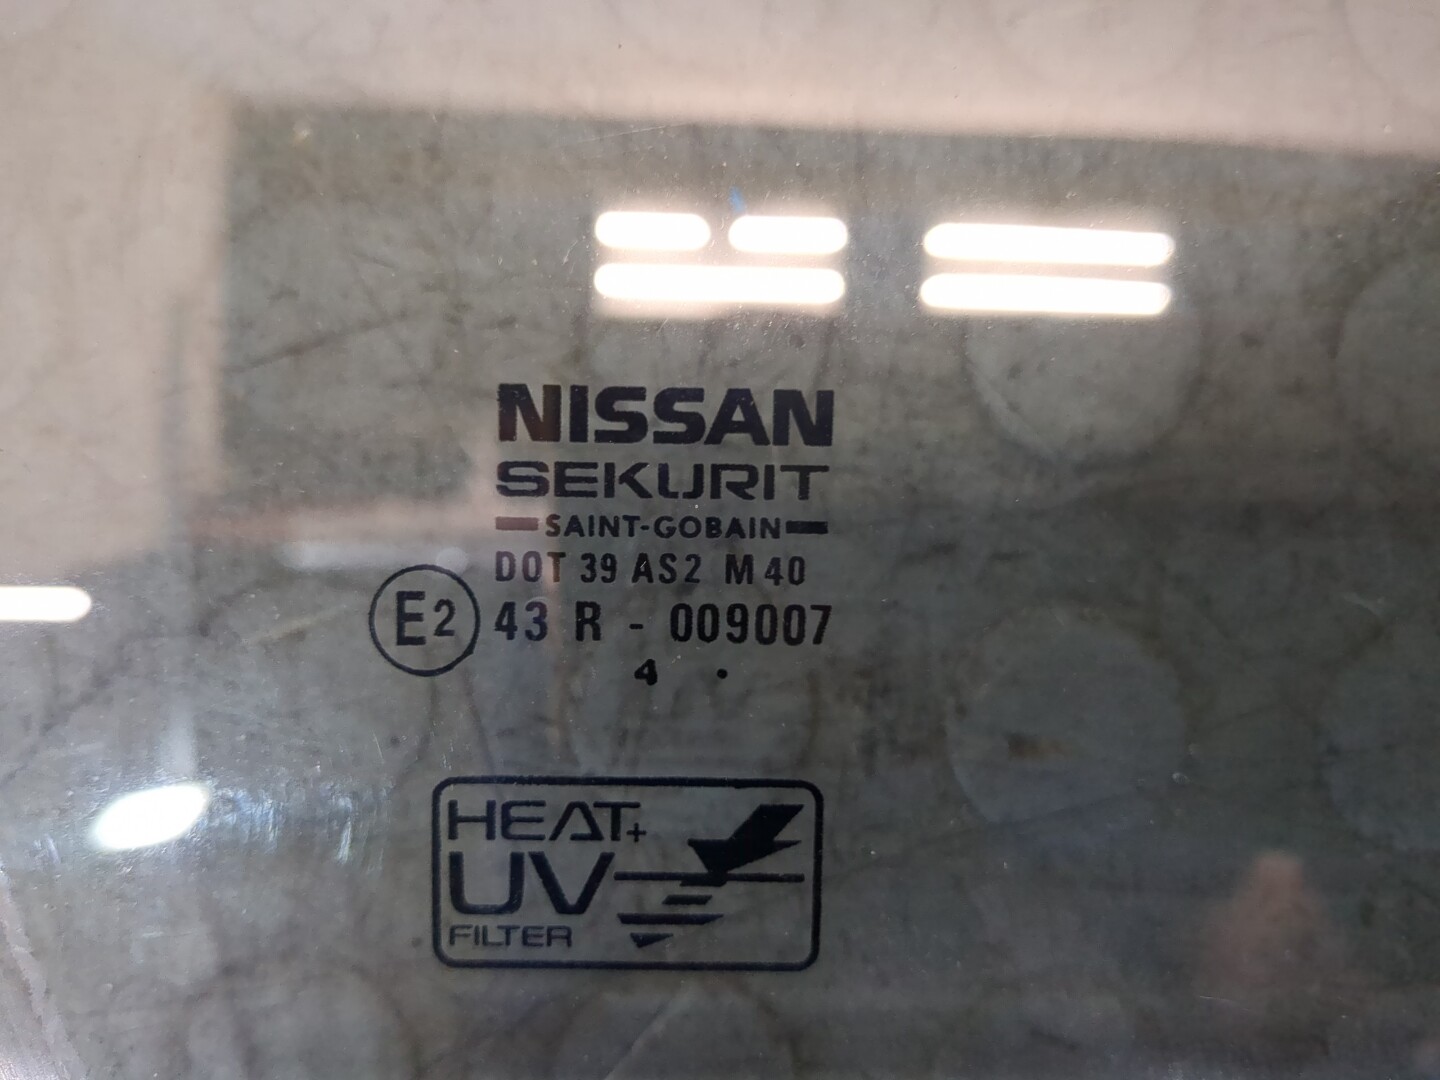 NISSAN
SEKURIT
SAINT-GOBAIN
DOT 39 AS2 M40
E2 43 R - 009007
4 .
HEAT+
UV
FILTER